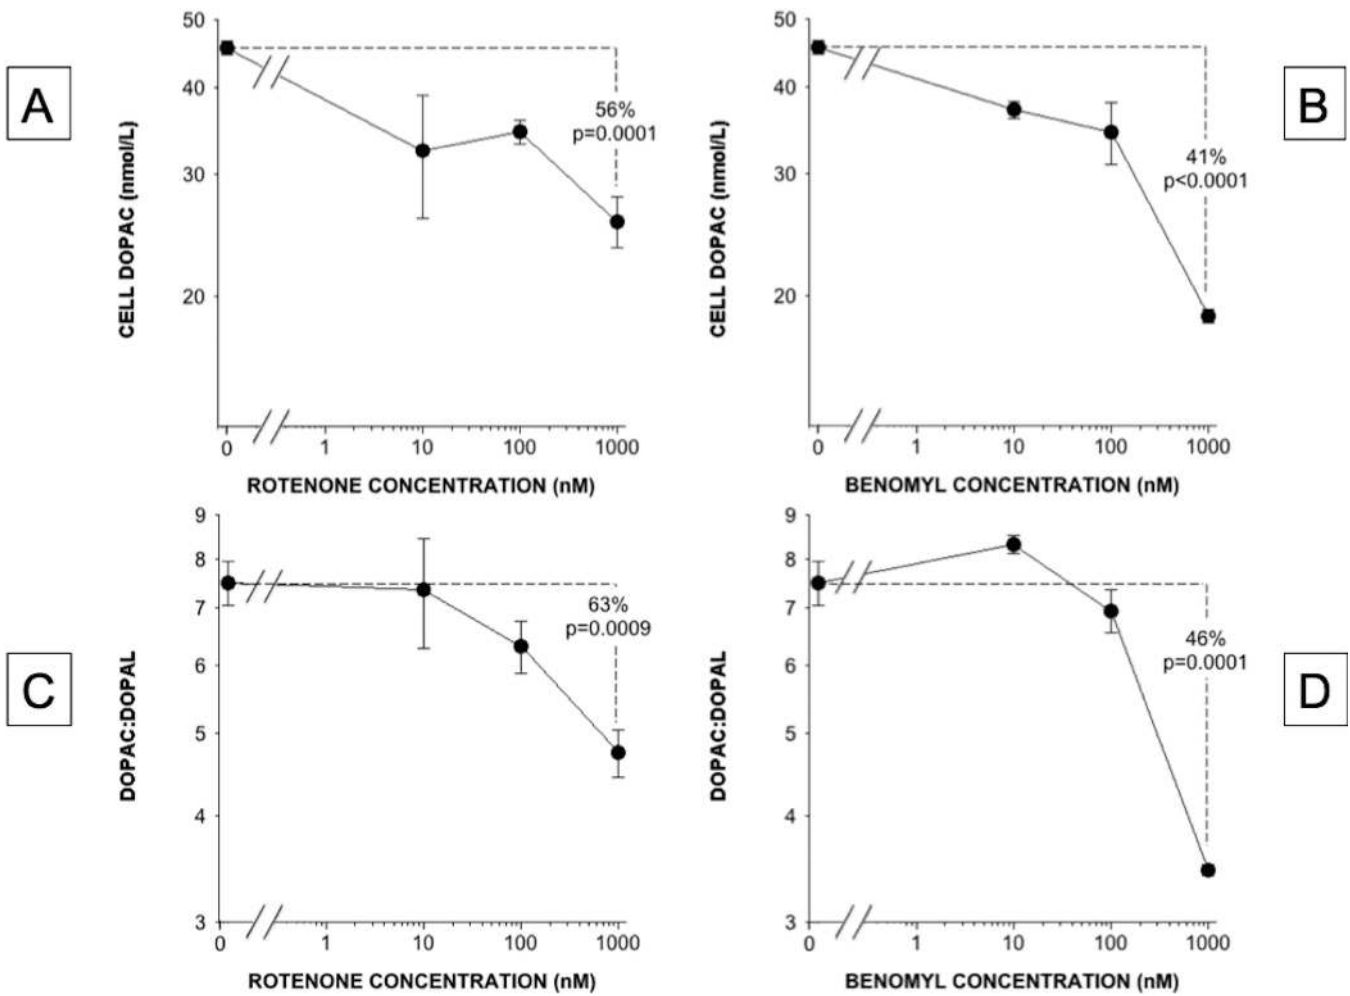 A
50
40
30
20
CELL DOPAC (nmol/L)
56%
p=0.0001
0 1 10 100 1000
ROTENONE CONCENTRATION (nM)
B
50
40
30
20
CELL DOPAC (nmol/L)
41%
p<0.0001
0 1 10 100 1000
BENOMYL CONCENTRATION (nM)
C
9
8
7
6
5
4
3
DOPAC:DOPAL
63%
p=0.0009
0 1 10 100 1000
ROTENONE CONCENTRATION (nM)
D
9
8
7
6
5
4
3
DOPAC:DOPAL
46%
p=0.0001
0 1 10 100 1000
BENOMYL CONCENTRATION (nM)